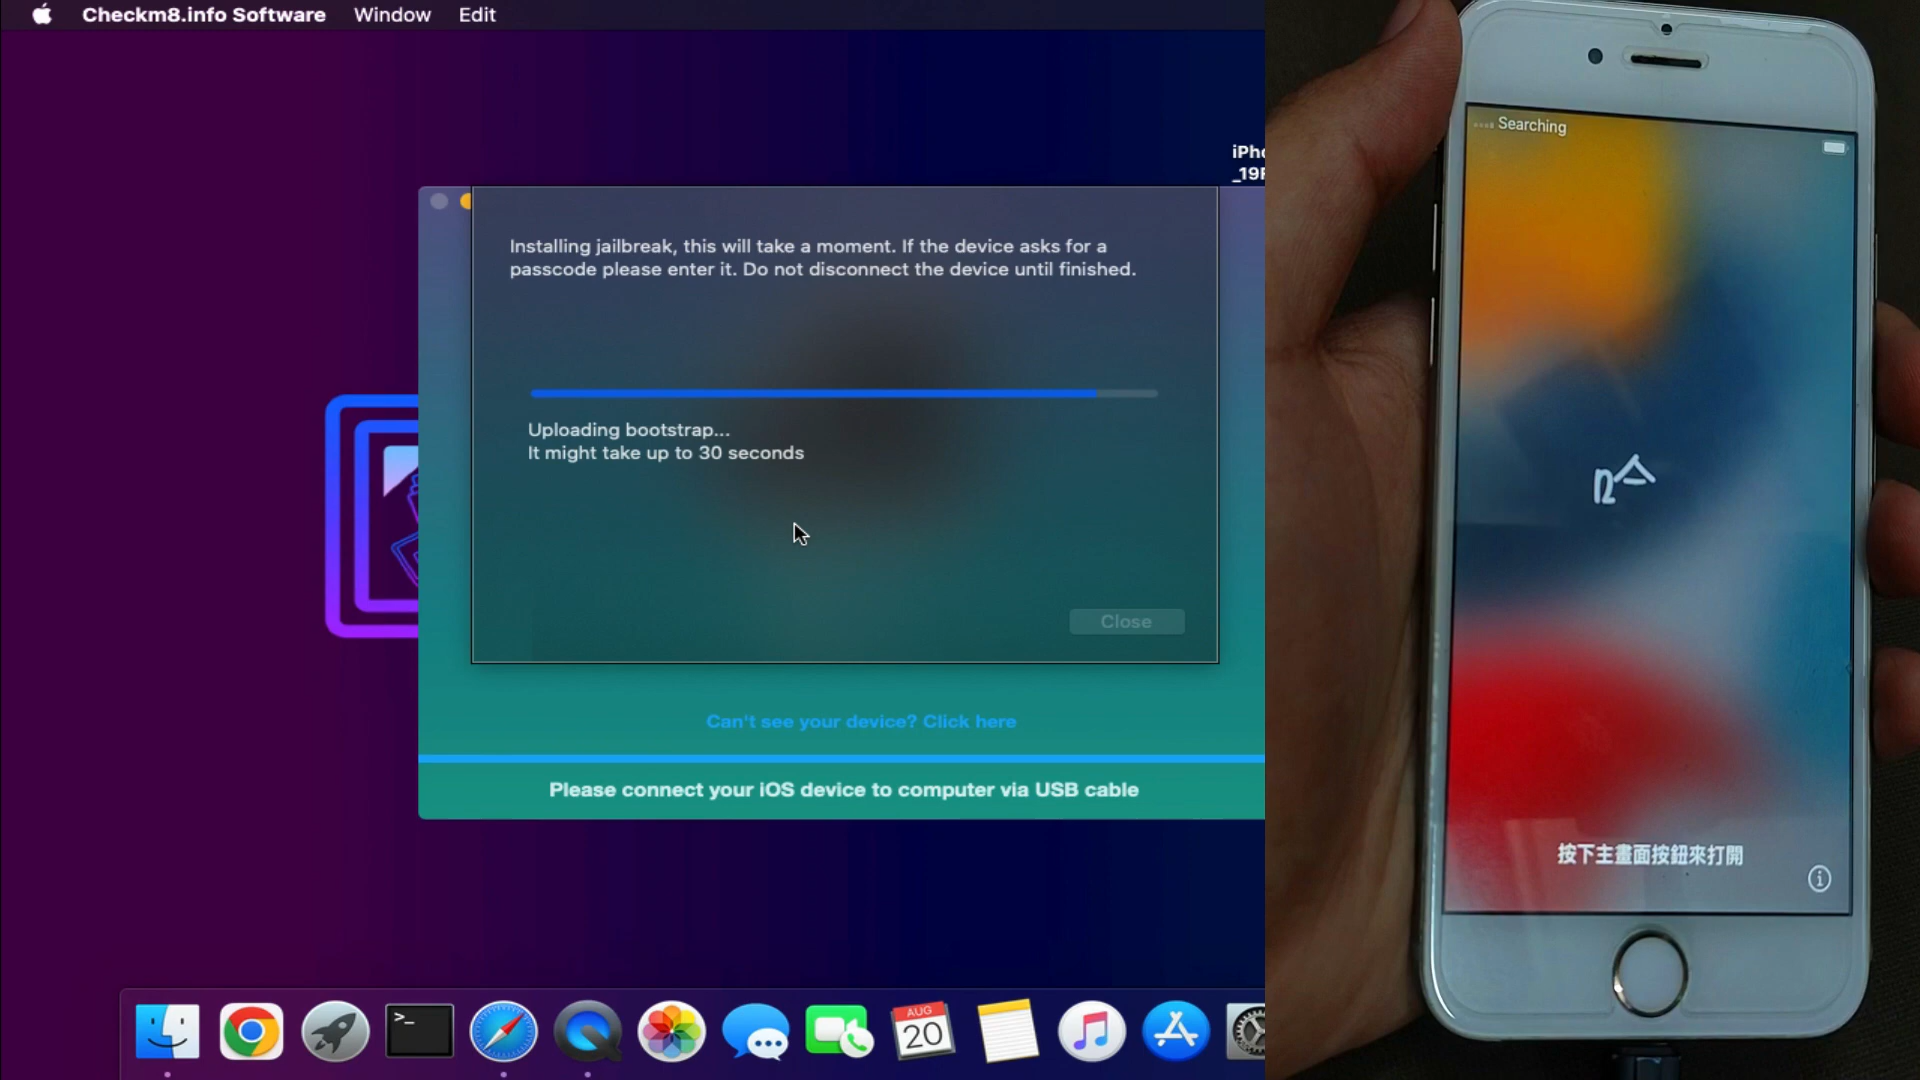 Checkm8.info Software Window Edit
iPho
_19F
Installing jailbreak, this will take a moment. If the device asks for a
passcode please enter it. Do not disconnect the device until finished.
Uploading bootstrap...
It might take up to 30 seconds
Close
Can't see your device? Click here
Please connect your iOS device to computer via USB cable
>_
AUG
20
Searching
按下主畫面按鈕來打開